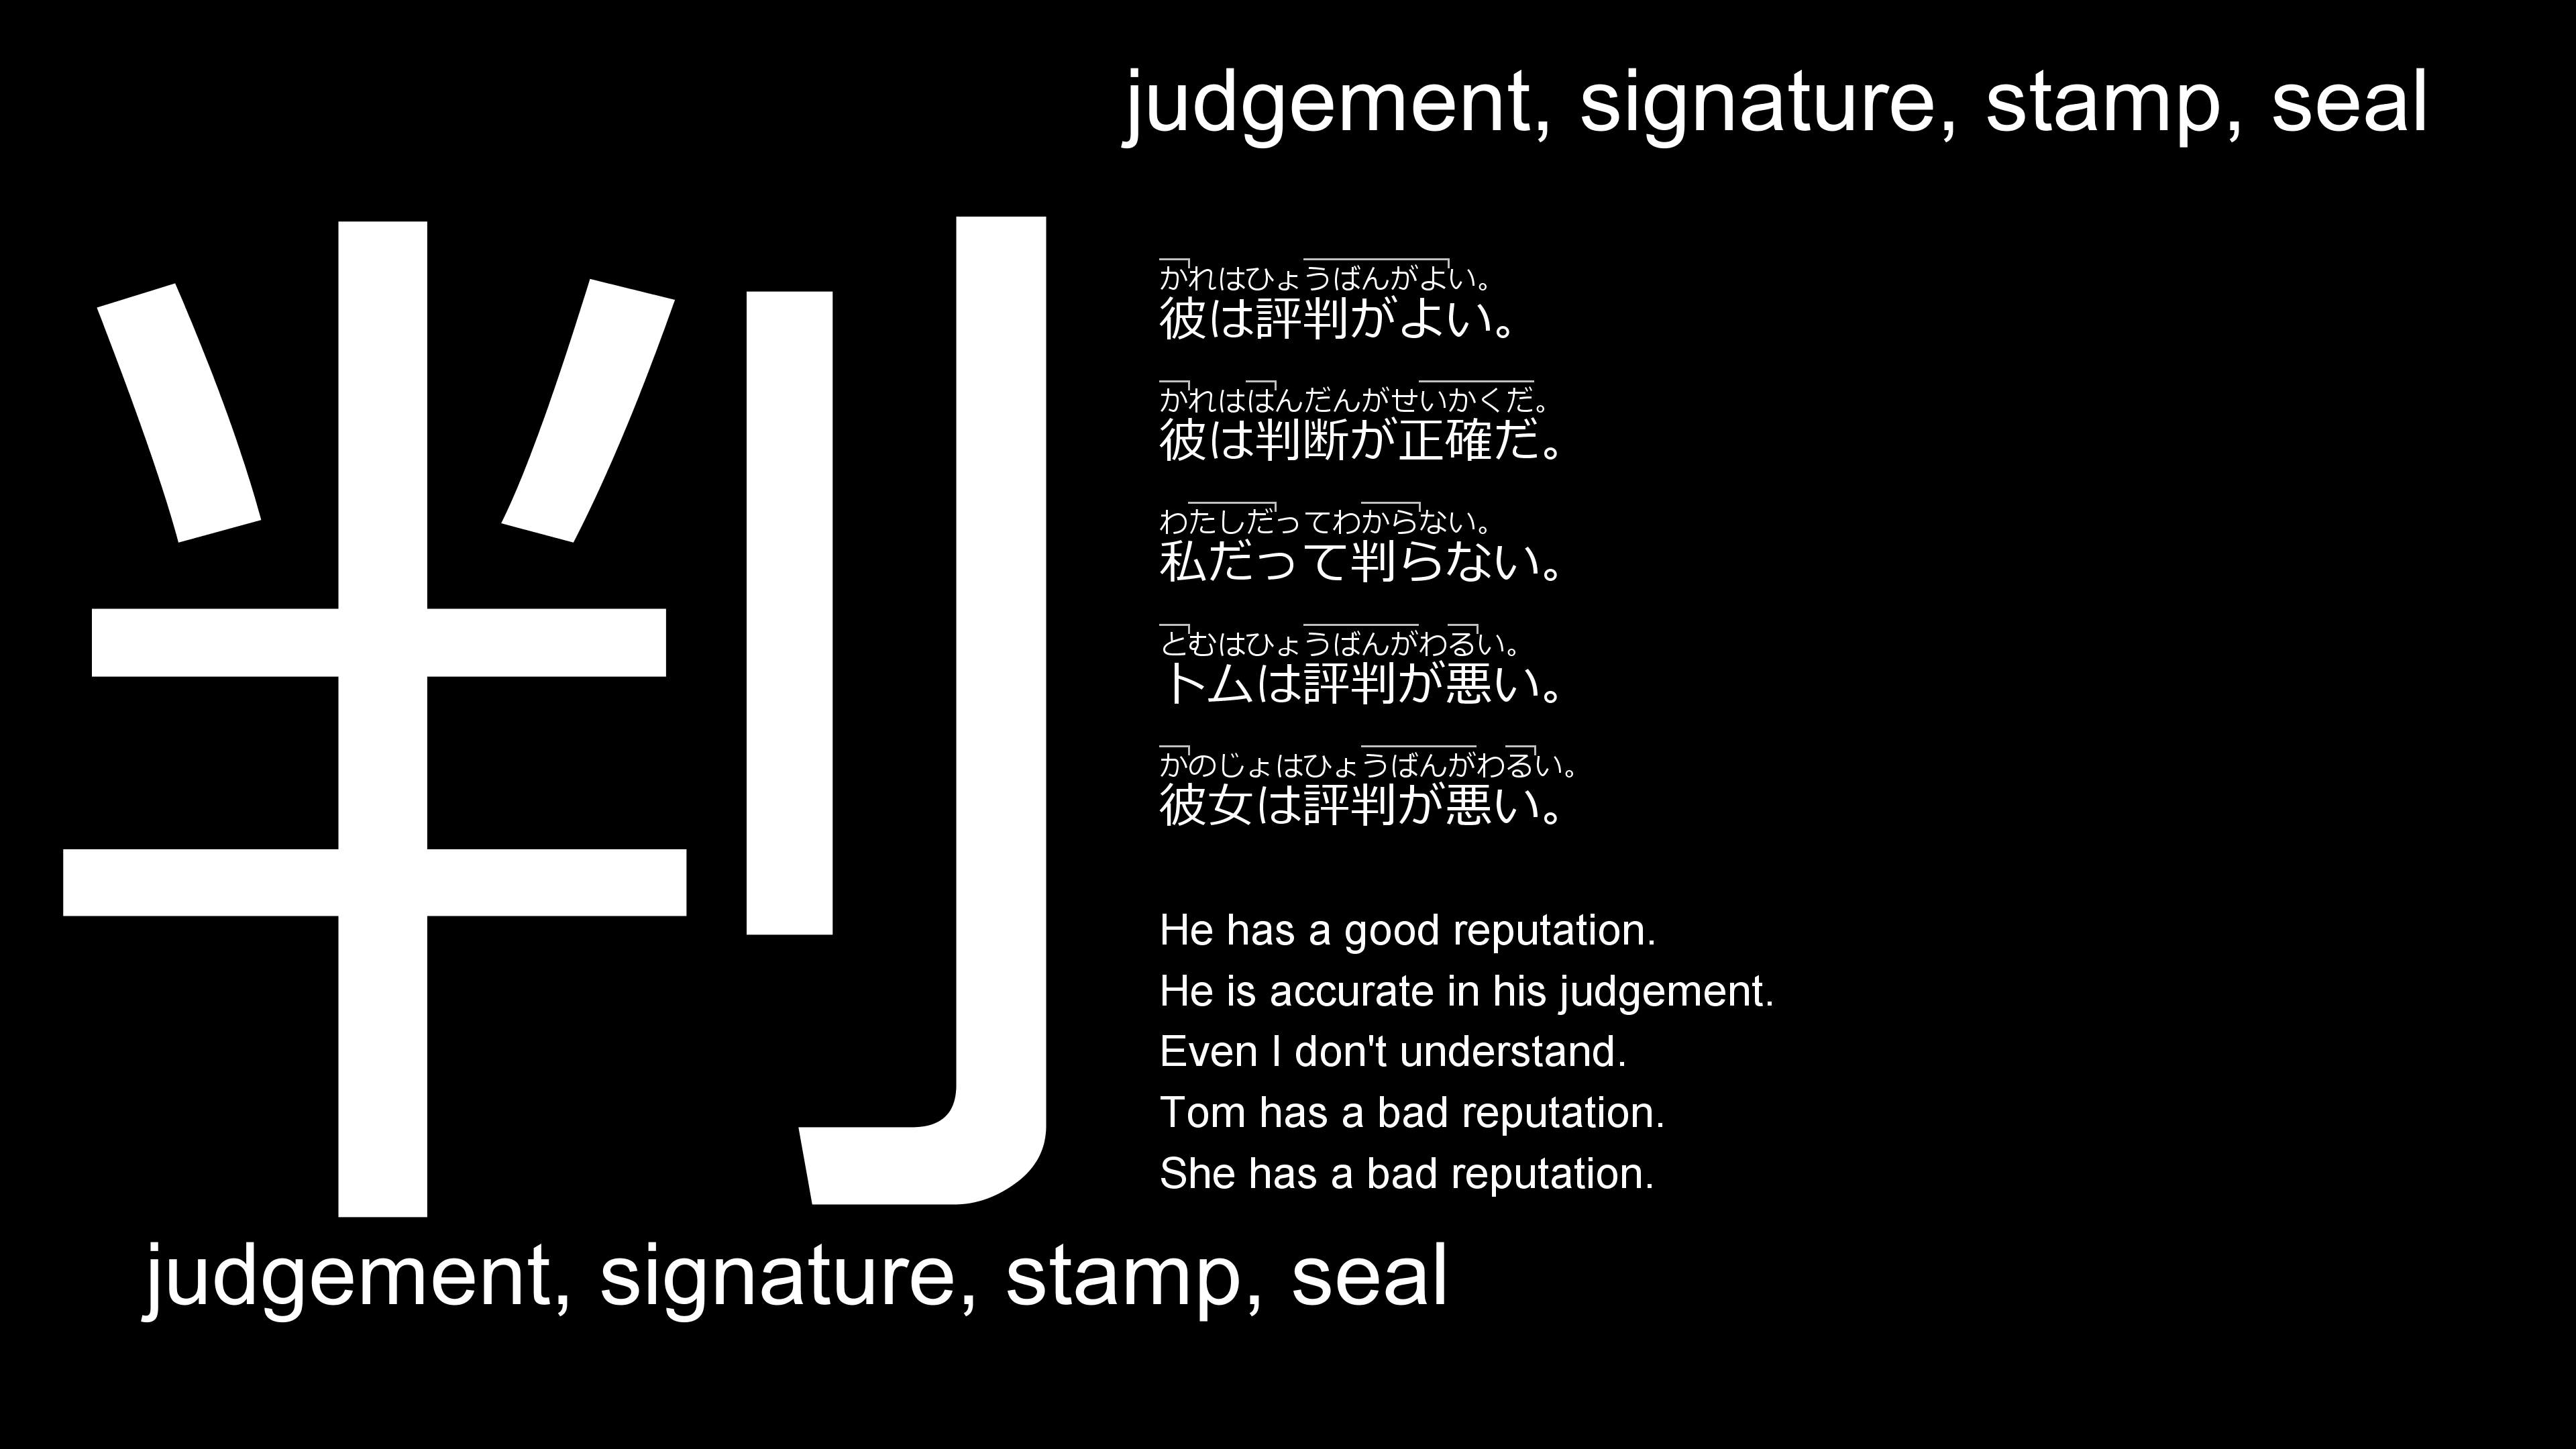 judgement, signature, stamp, seal
判
かれはひょうばんがよい。
彼は評判がよい。
かれははんだんがせいかくだ。
彼は判断が正確だ。
わたしだってわからない。
私だって判らない。
とむはひょうばんがわるい。
トムは評判が悪い。
かのじょはひょうばんがわるい。
彼女は評判が悪い。
He has a good reputation.
He is accurate in his judgement.
Even I don't understand.
Tom has a bad reputation.
She has a bad reputation.
judgement, signature, stamp, seal